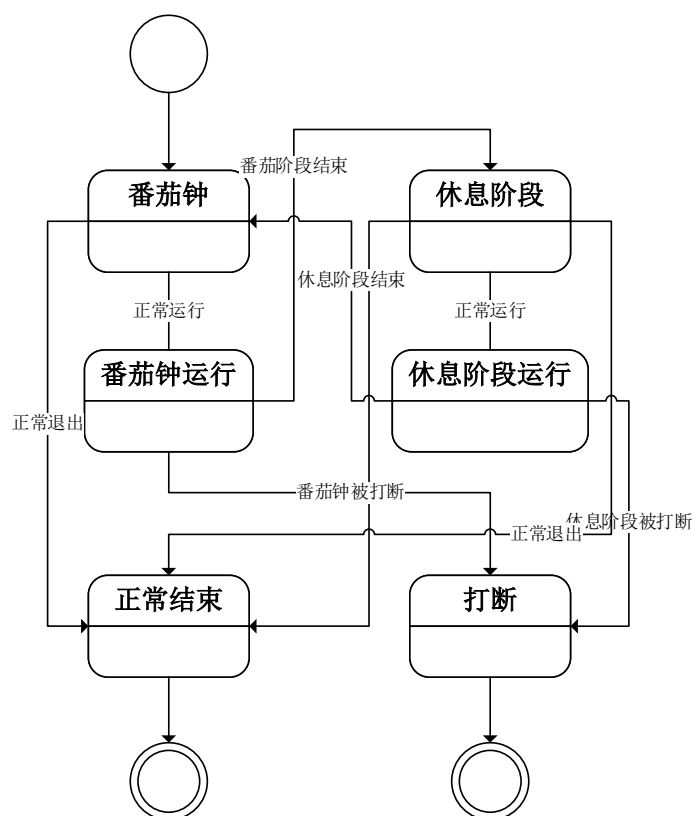 番茄阶段结束
番茄钟
休息阶段
休息阶段结束
正常运行
正常运行
番茄钟运行
休息阶段运行
正常退出
番茄钟被打断
休息阶段被打断
正常退出
正常结束
打断